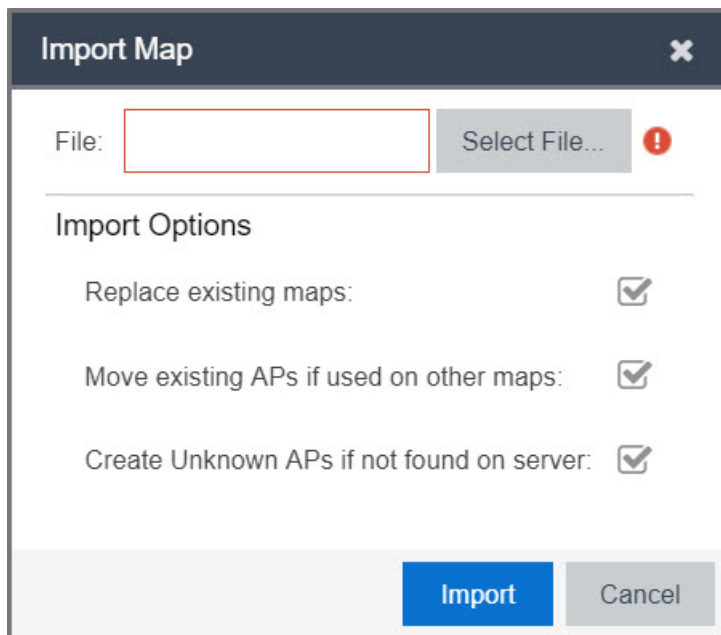 Import Map
File:
Select File...
Import Options
Replace existing maps:
Move existing APs if used on other maps:
Create Unknown APs if not found on server:
Import
Cancel